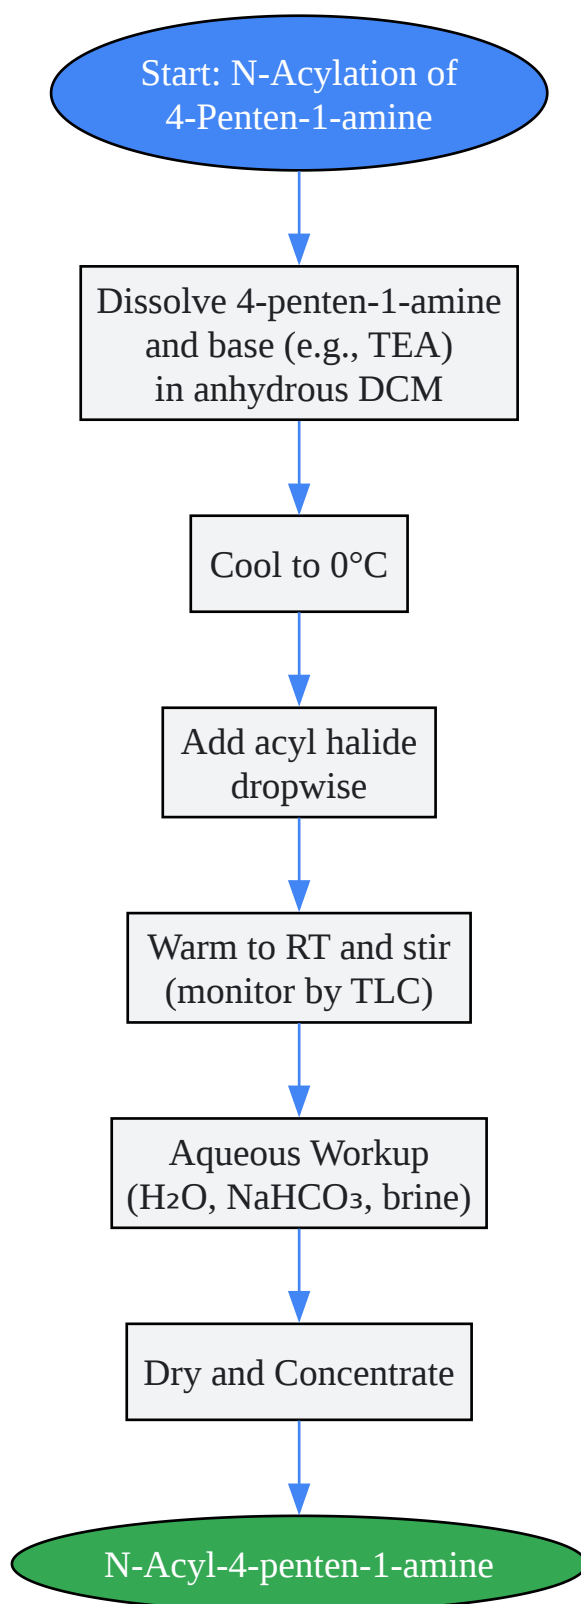 Start: N-Acylation of
4-Penten-1-amine
Dissolve 4-penten-1-amine
and base (e.g., TEA)
in anhydrous DCM
Cool to 0°C
Add acyl halide
dropwise
Warm to RT and stir
(monitor by TLC)
Aqueous Workup
(H₂O, NaHCO₃, brine)
Dry and Concentrate
N-Acyl-4-penten-1-amine